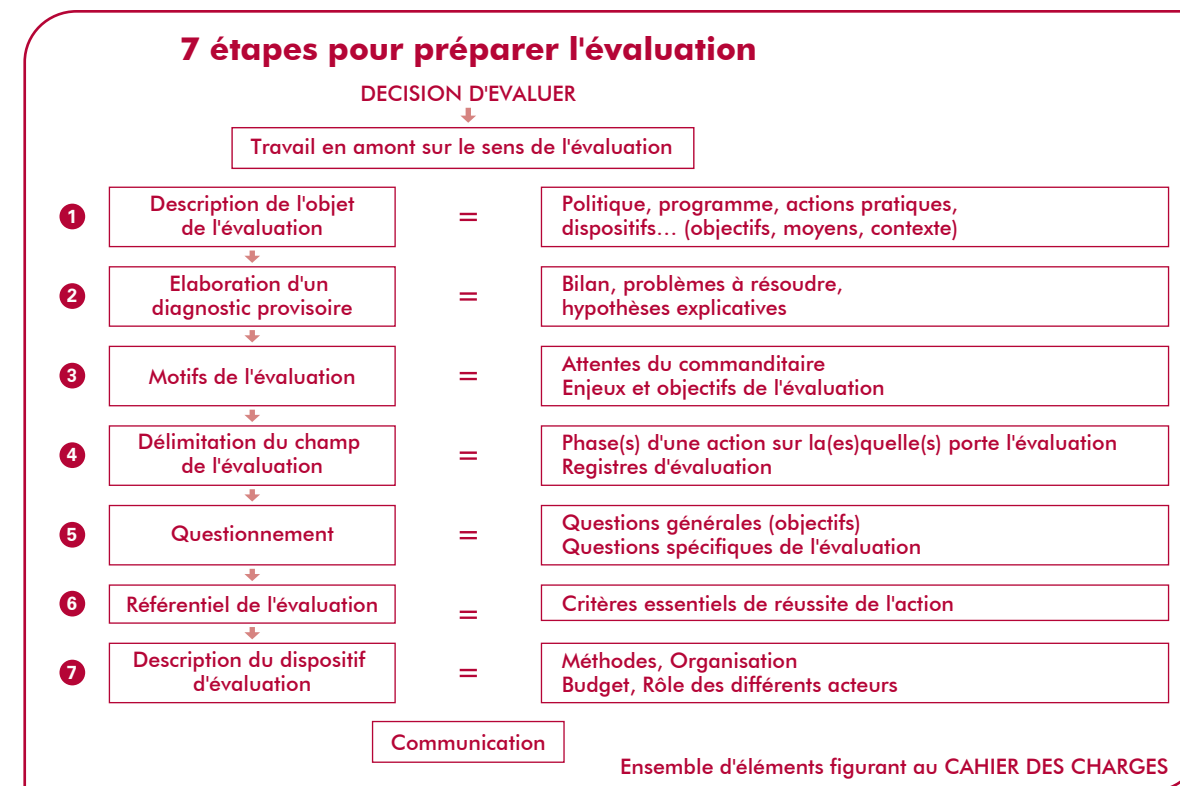 7 étapes pour préparer l'évaluation
DECISION D'EVALUER
Travail en amont sur le sens de l'évaluation
1
Description de l'objet
de l'évaluation
=
Politique, programme, actions pratiques,
dispositifs… (objectifs, moyens, contexte)
2
Elaboration d'un
diagnostic provisoire
=
Bilan, problèmes à résoudre,
hypothèses explicatives
3
Motifs de l'évaluation
=
Attentes du commanditaire
Enjeux et objectifs de l'évaluation
4
Délimitation du champ
de l'évaluation
=
Phase(s) d'une action sur la(es)quelle(s) porte l'évaluation
Registres d'évaluation
5
Questionnement
=
Questions générales (objectifs)
Questions spécifiques de l'évaluation
6
Référentiel de l'évaluation
=
Critères essentiels de réussite de l'action
7
Description du dispositif
d'évaluation
=
Méthodes, Organisation
Budget, Rôle des différents acteurs
Communication
Ensemble d'éléments figurant au CAHIER DES CHARGES